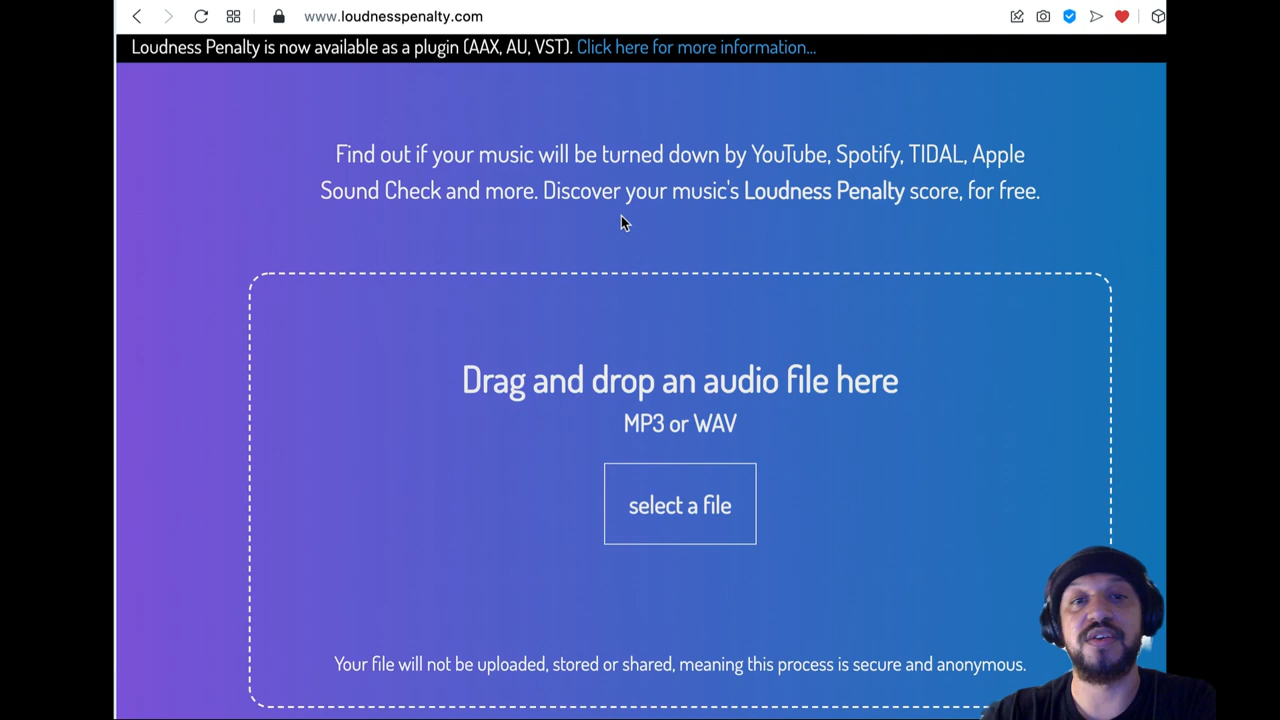 www.loudnesspenalty.com
Loudness Penalty is now available as a plugin (AAX, AU, VST). Click here for more information...
Find out if your music will be turned down by YouTube, Spotify, TIDAL, Apple
Sound Check and more. Discover your music's Loudness Penalty score, for free.
Drag and drop an audio file here
MP3 or WAV
select a file
Your file will not be uploaded, stored or shared, meaning this process is secure and anonymous.